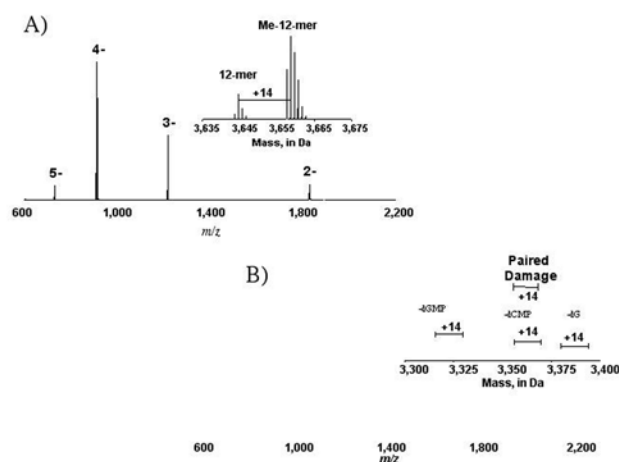 A)
4-
Me-12-mer
12-mer
+14
3-
3,635 3,645 3,655 3,665 3,675
Mass, in Da
5-
2-
600 1,000 1,400 1,800 2,200
m/z
B)
Paired
Damage
+14
-dGMP -dCMP -dG
+14 +14 +14
3,300 3,325 3,350 3,375 3,400
Mass, in Da
600 1,000 1,400 1,800 2,200
m/z